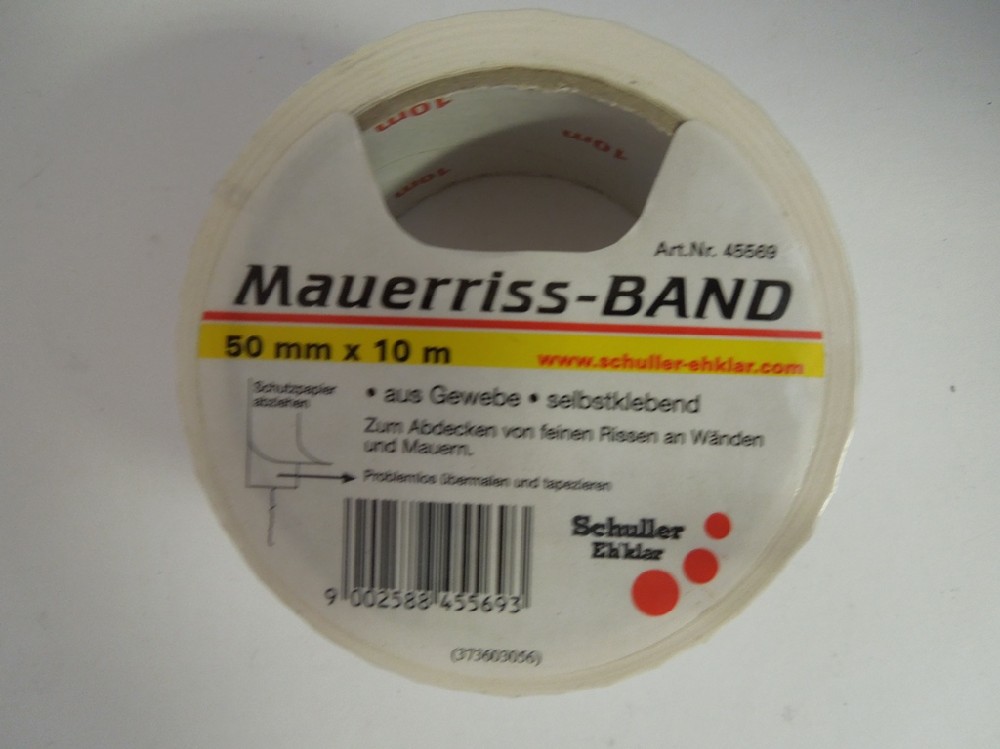 10m
10m
10m
Art.Nr. 45569
Mauerriss-BAND
50 mm x 10 m
www.schuller-ehklar.com
Schutzpapier
abziehen
• aus Gewebe • selbstklebend
Zum Abdecken von feinen Rissen an Wänden
und Mauern.
Problemlos übermalen und tapezieren
Schuller
Eh'klar
9 002588 455693
(373603056)